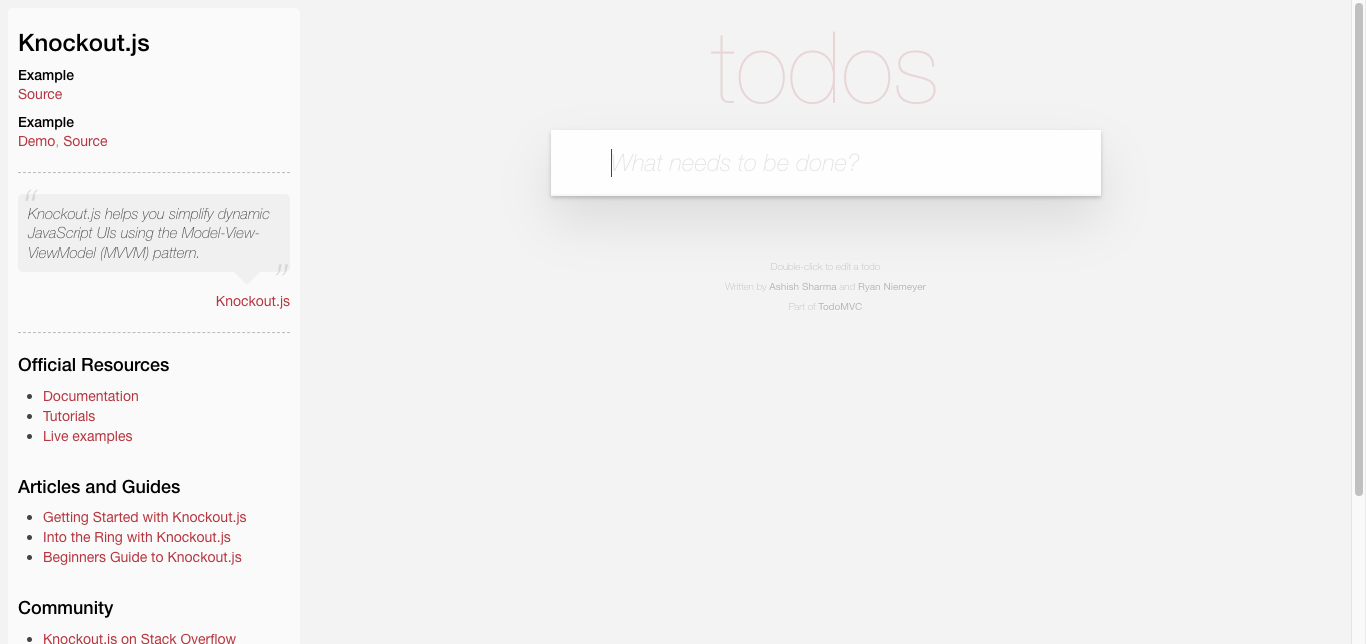 Knockout.js
Example
Source
Example
Demo, Source
"
Knockout.js helps you simplify dynamic
JavaScript UIs using the Model-View-
ViewModel (MVVM) pattern.
"
Knockout.js
Official Resources
• Documentation
• Tutorials
• Live examples
Articles and Guides
• Getting Started with Knockout.js
• Into the Ring with Knockout.js
• Beginners Guide to Knockout.js
Community
• Knockout.js on Stack Overflow
todos
What needs to be done?
Double-click to edit a todo
Written by Ashish Sharma and Ryan Niemeyer
Part of TodoMVC